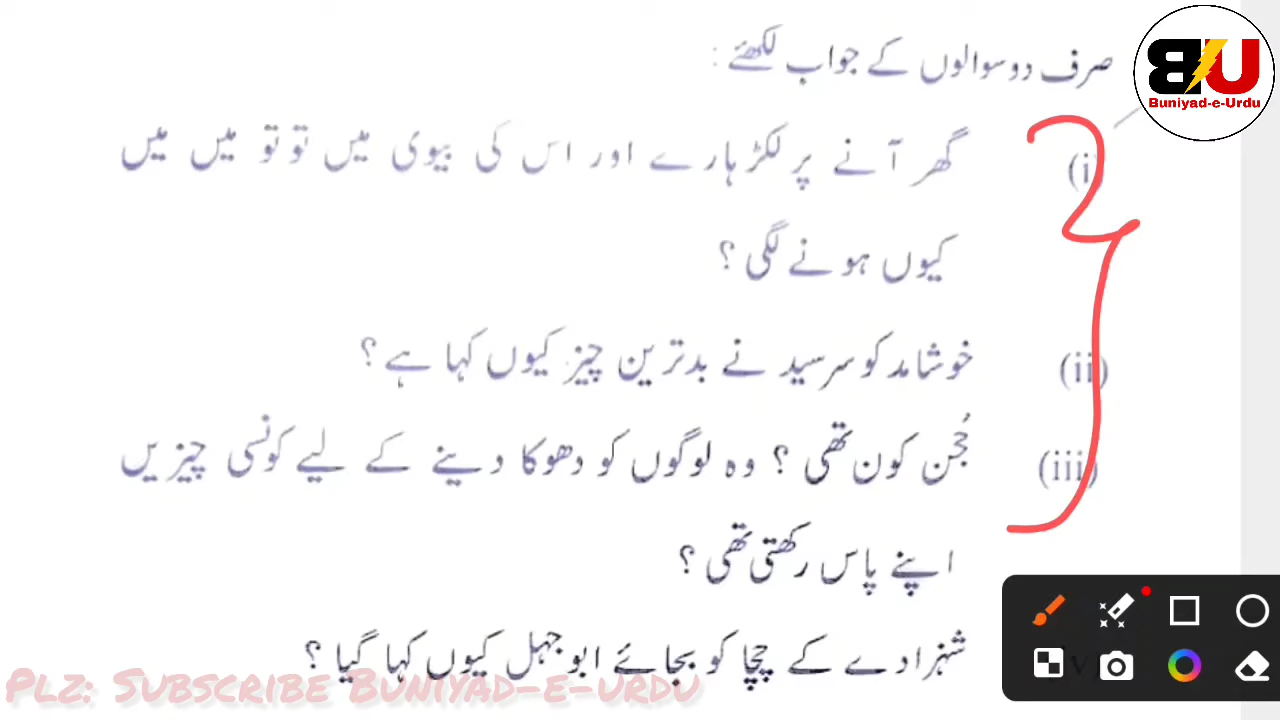 صرف دو سوالوں کے جواب لکھئے :
BU
Buniyad-e-Urdu
(i) گھر آنے پر لکڑہارے اور اس کی بیوی میں تو تو میں میں
کیوں ہونے لگی ؟
(ii) خوشامد کو سرسید نے بدترین چیز کیوں کہا ہے ؟
(iii) حُجن کون تھی ؟ وہ لوگوں کو دھوکا دینے کے لیے کونسی چیزیں
اپنے پاس رکھتی تھی ؟
شہزادے کے چچا کو بجائے ابو جہل کیوں کہا گیا ؟
Plz: Subscribe Buniyad-e-Urdu